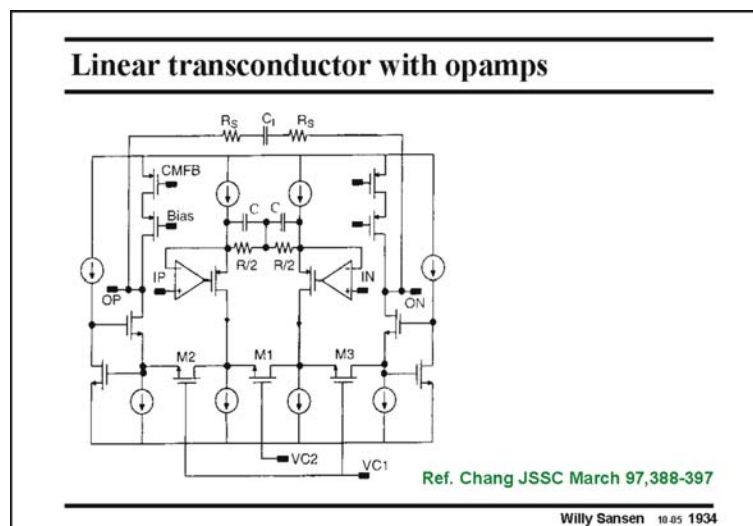 Linear transconductor with opamps
RS CI RS
CMFB
C C
Bias
R/2 R/2
IP IN
OP ON
M2 M1 M3
VC2
VC1
Ref. Chang JSSC March 97,388-397
Willy Sansen 10-05 1934